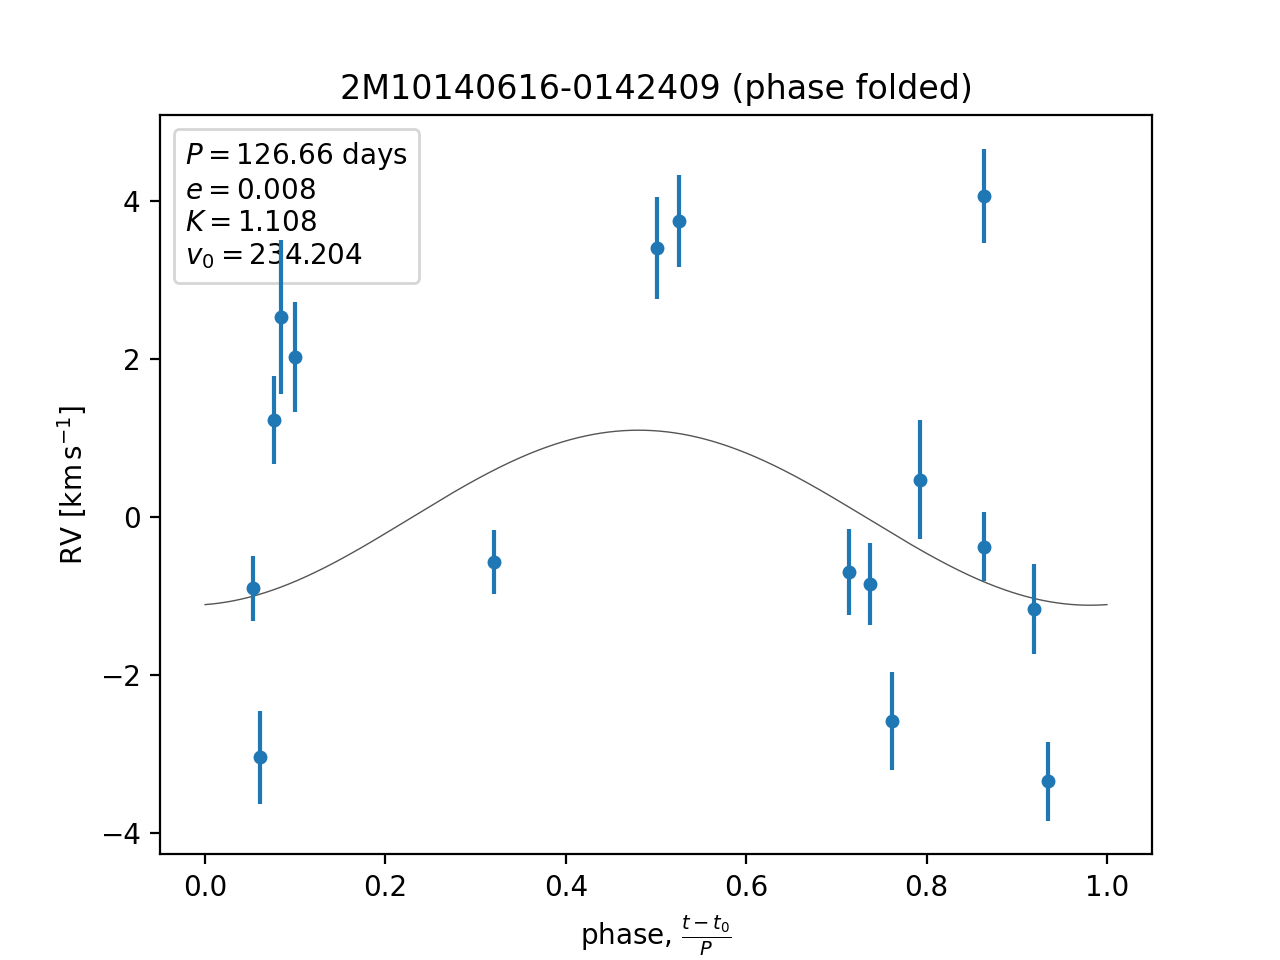 2M10140616-0142409 (phase folded)
P = 126.66 days
e = 0.008
K = 1.108
v₀ = 234.204
4
2
0
−2
−4
RV [km s⁻¹]
0.0 0.2 0.4 0.6 0.8 1.0
phase, (t − t₀)/P